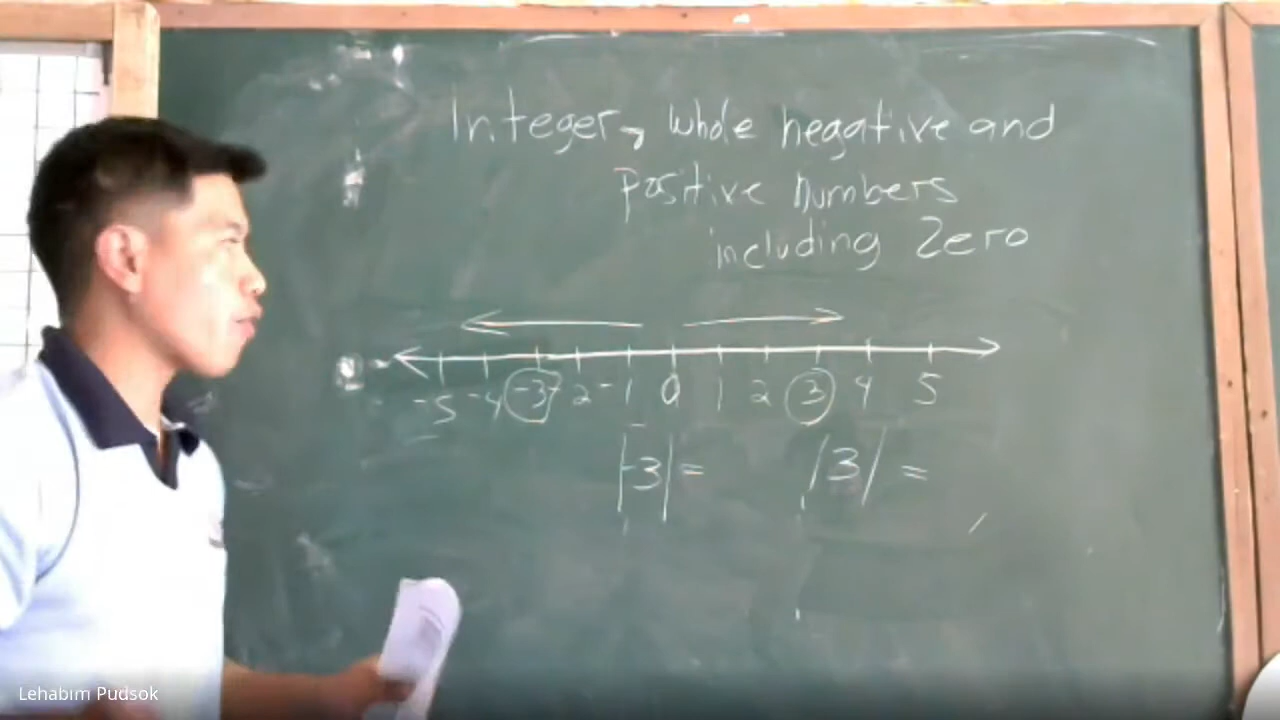 Integer, whole negative and
positive numbers
including Zero
-5 -4 -3 -2 -1 0 1 2 3 4 5
|-3| = |3| =
Lehabim Pudsok